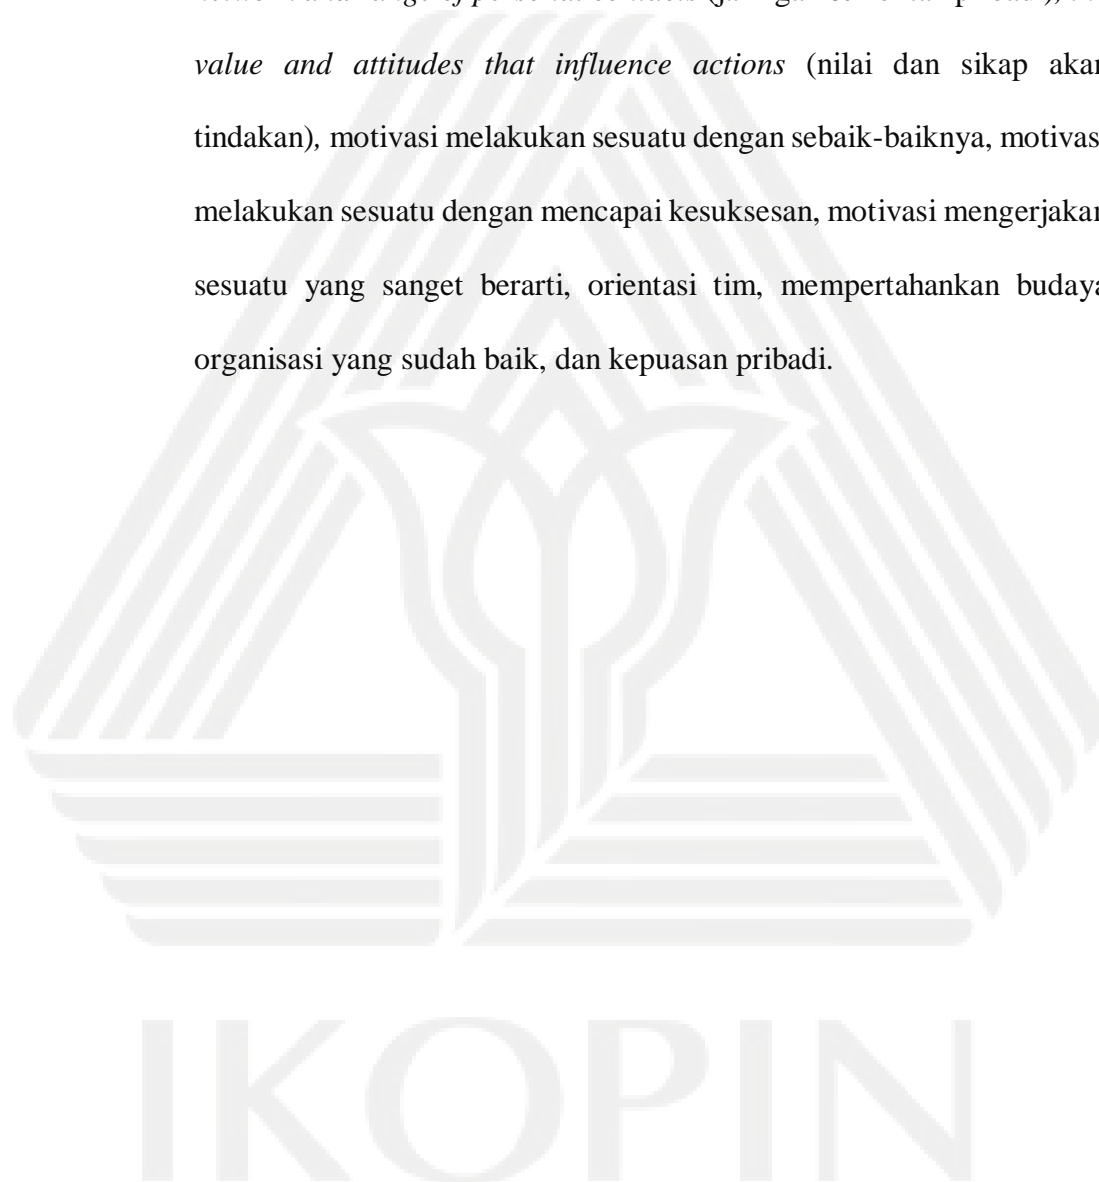 value and attitudes that influence actions (nilai dan sikap akan
tindakan), motivasi melakukan sesuatu dengan sebaik-baiknya, motivas
melakukan sesuatu dengan mencapai kesuksesan, motivasi mengerjakan
sesuatu yang sanget berarti, orientasi tim, mempertahankan budaya
organisasi yang sudah baik, dan kepuasan pribadi.
IKOPIN